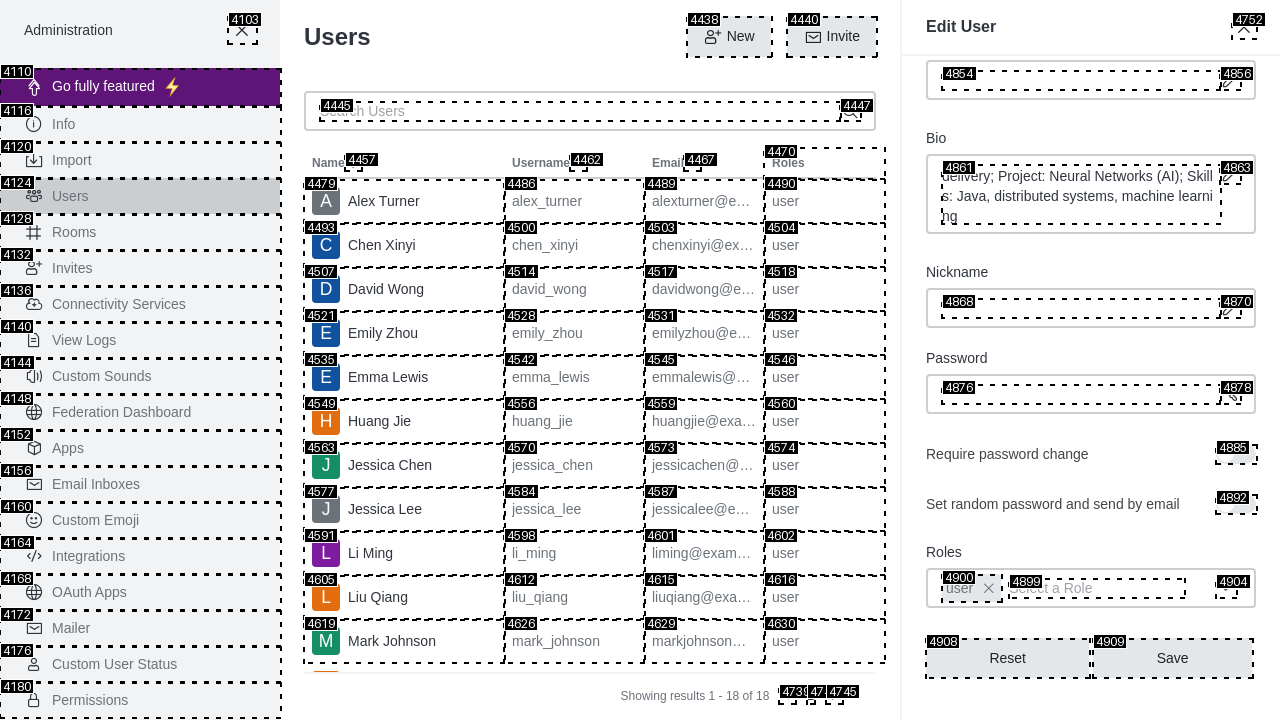 Administration
4103
4110
Go fully featured
4116
Info
4120
Import
4124
Users
4128
Rooms
4132
Invites
4136
Connectivity Services
4140
View Logs
4144
Custom Sounds
4148
Federation Dashboard
4152
Apps
4156
Email Inboxes
4160
Custom Emoji
4164
Integrations
4168
OAuth Apps
4172
Mailer
4176
Custom User Status
4180
Permissions
Users
4438
New
4440
Invite
4445
Search Users
4447
Name 4457
Username 4462
Email 4467
4470
Roles
4479 4486 4489 4490
A Alex Turner alex_turner alexturner@e… user
4493 4500 4503 4504
C Chen Xinyi chen_xinyi chenxinyi@ex… user
4507 4514 4517 4518
D David Wong david_wong davidwong@e… user
4521 4528 4531 4532
E Emily Zhou emily_zhou emilyzhou@e… user
4535 4542 4545 4546
E Emma Lewis emma_lewis emmalewis@… user
4549 4556 4559 4560
H Huang Jie huang_jie huangjie@exa… user
4563 4570 4573 4574
J Jessica Chen jessica_chen jessicachen@… user
4577 4584 4587 4588
J Jessica Lee jessica_lee jessicalee@e… user
4591 4598 4601 4602
L Li Ming li_ming liming@exam… user
4605 4612 4615 4616
L Liu Qiang liu_qiang liuqiang@exa… user
4619 4626 4629 4630
M Mark Johnson mark_johnson markjohnson… user
Showing results 1 - 18 of 18
4745
Edit User
4752
4854 4856
Bio
4861 4863
delivery; Project: Neural Networks (AI); Skill
s: Java, distributed systems, machine learni
ng
Nickname
4868 4870
Password
4876 4878
Require password change
4885
Set random password and send by email
4892
Roles
4900 4899 4904
user Select a Role
4908 4909
Reset Save